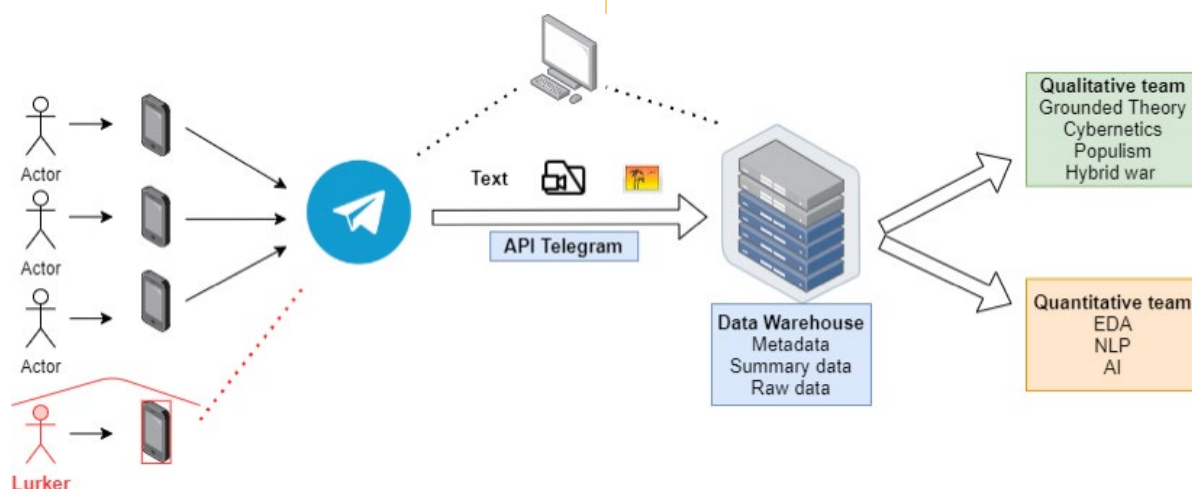 Actor
Actor
Actor
Lurker
Text
API Telegram
Data Warehouse
Metadata
Summary data
Raw data
Qualitative team
Grounded Theory
Cybernetics
Populism
Hybrid war
Quantitative team
EDA
NLP
AI